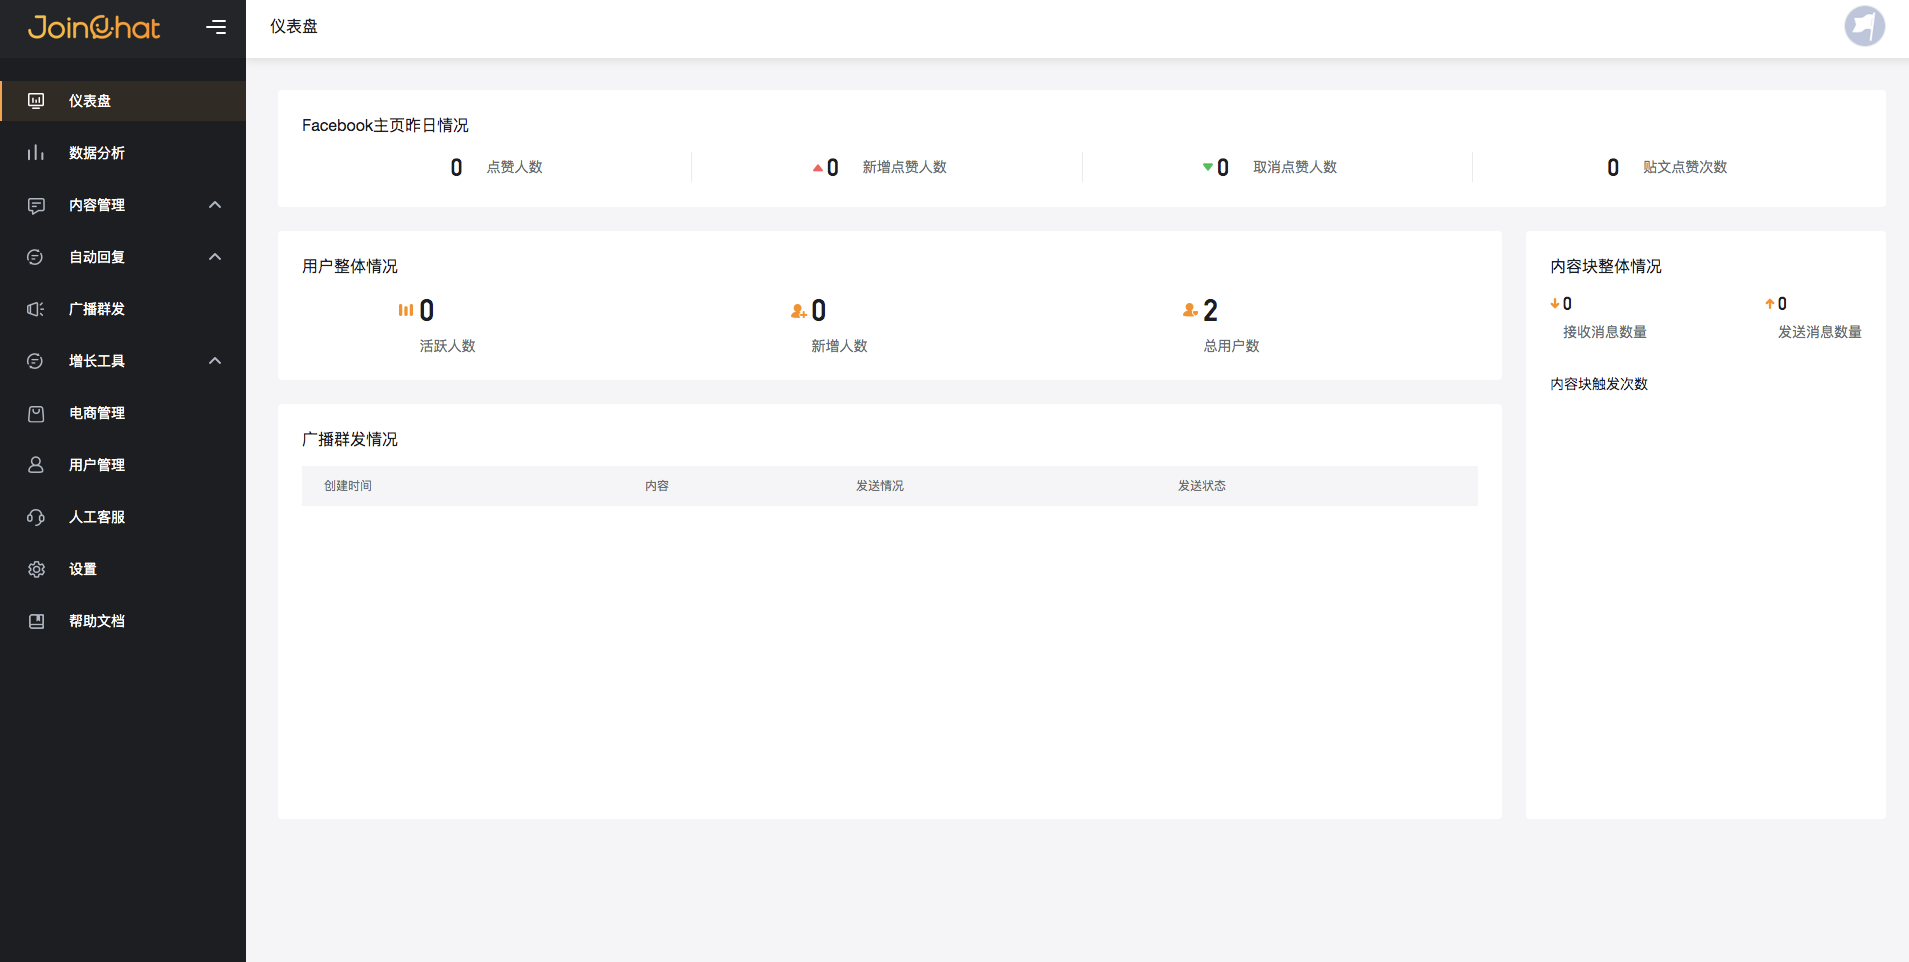 JoinChat
仪表盘
仪表盘
数据分析
内容管理
自动回复
广播群发
增长工具
电商管理
用户管理
人工客服
设置
帮助文档
Facebook主页昨日情况
0 点赞人数
0 新增点赞人数
0 取消点赞人数
0 贴文点赞次数
用户整体情况
0
活跃人数
0
新增人数
2
总用户数
广播群发情况
创建时间 内容 发送情况 发送状态
内容块整体情况
0
接收消息数量
0
发送消息数量
内容块触发次数